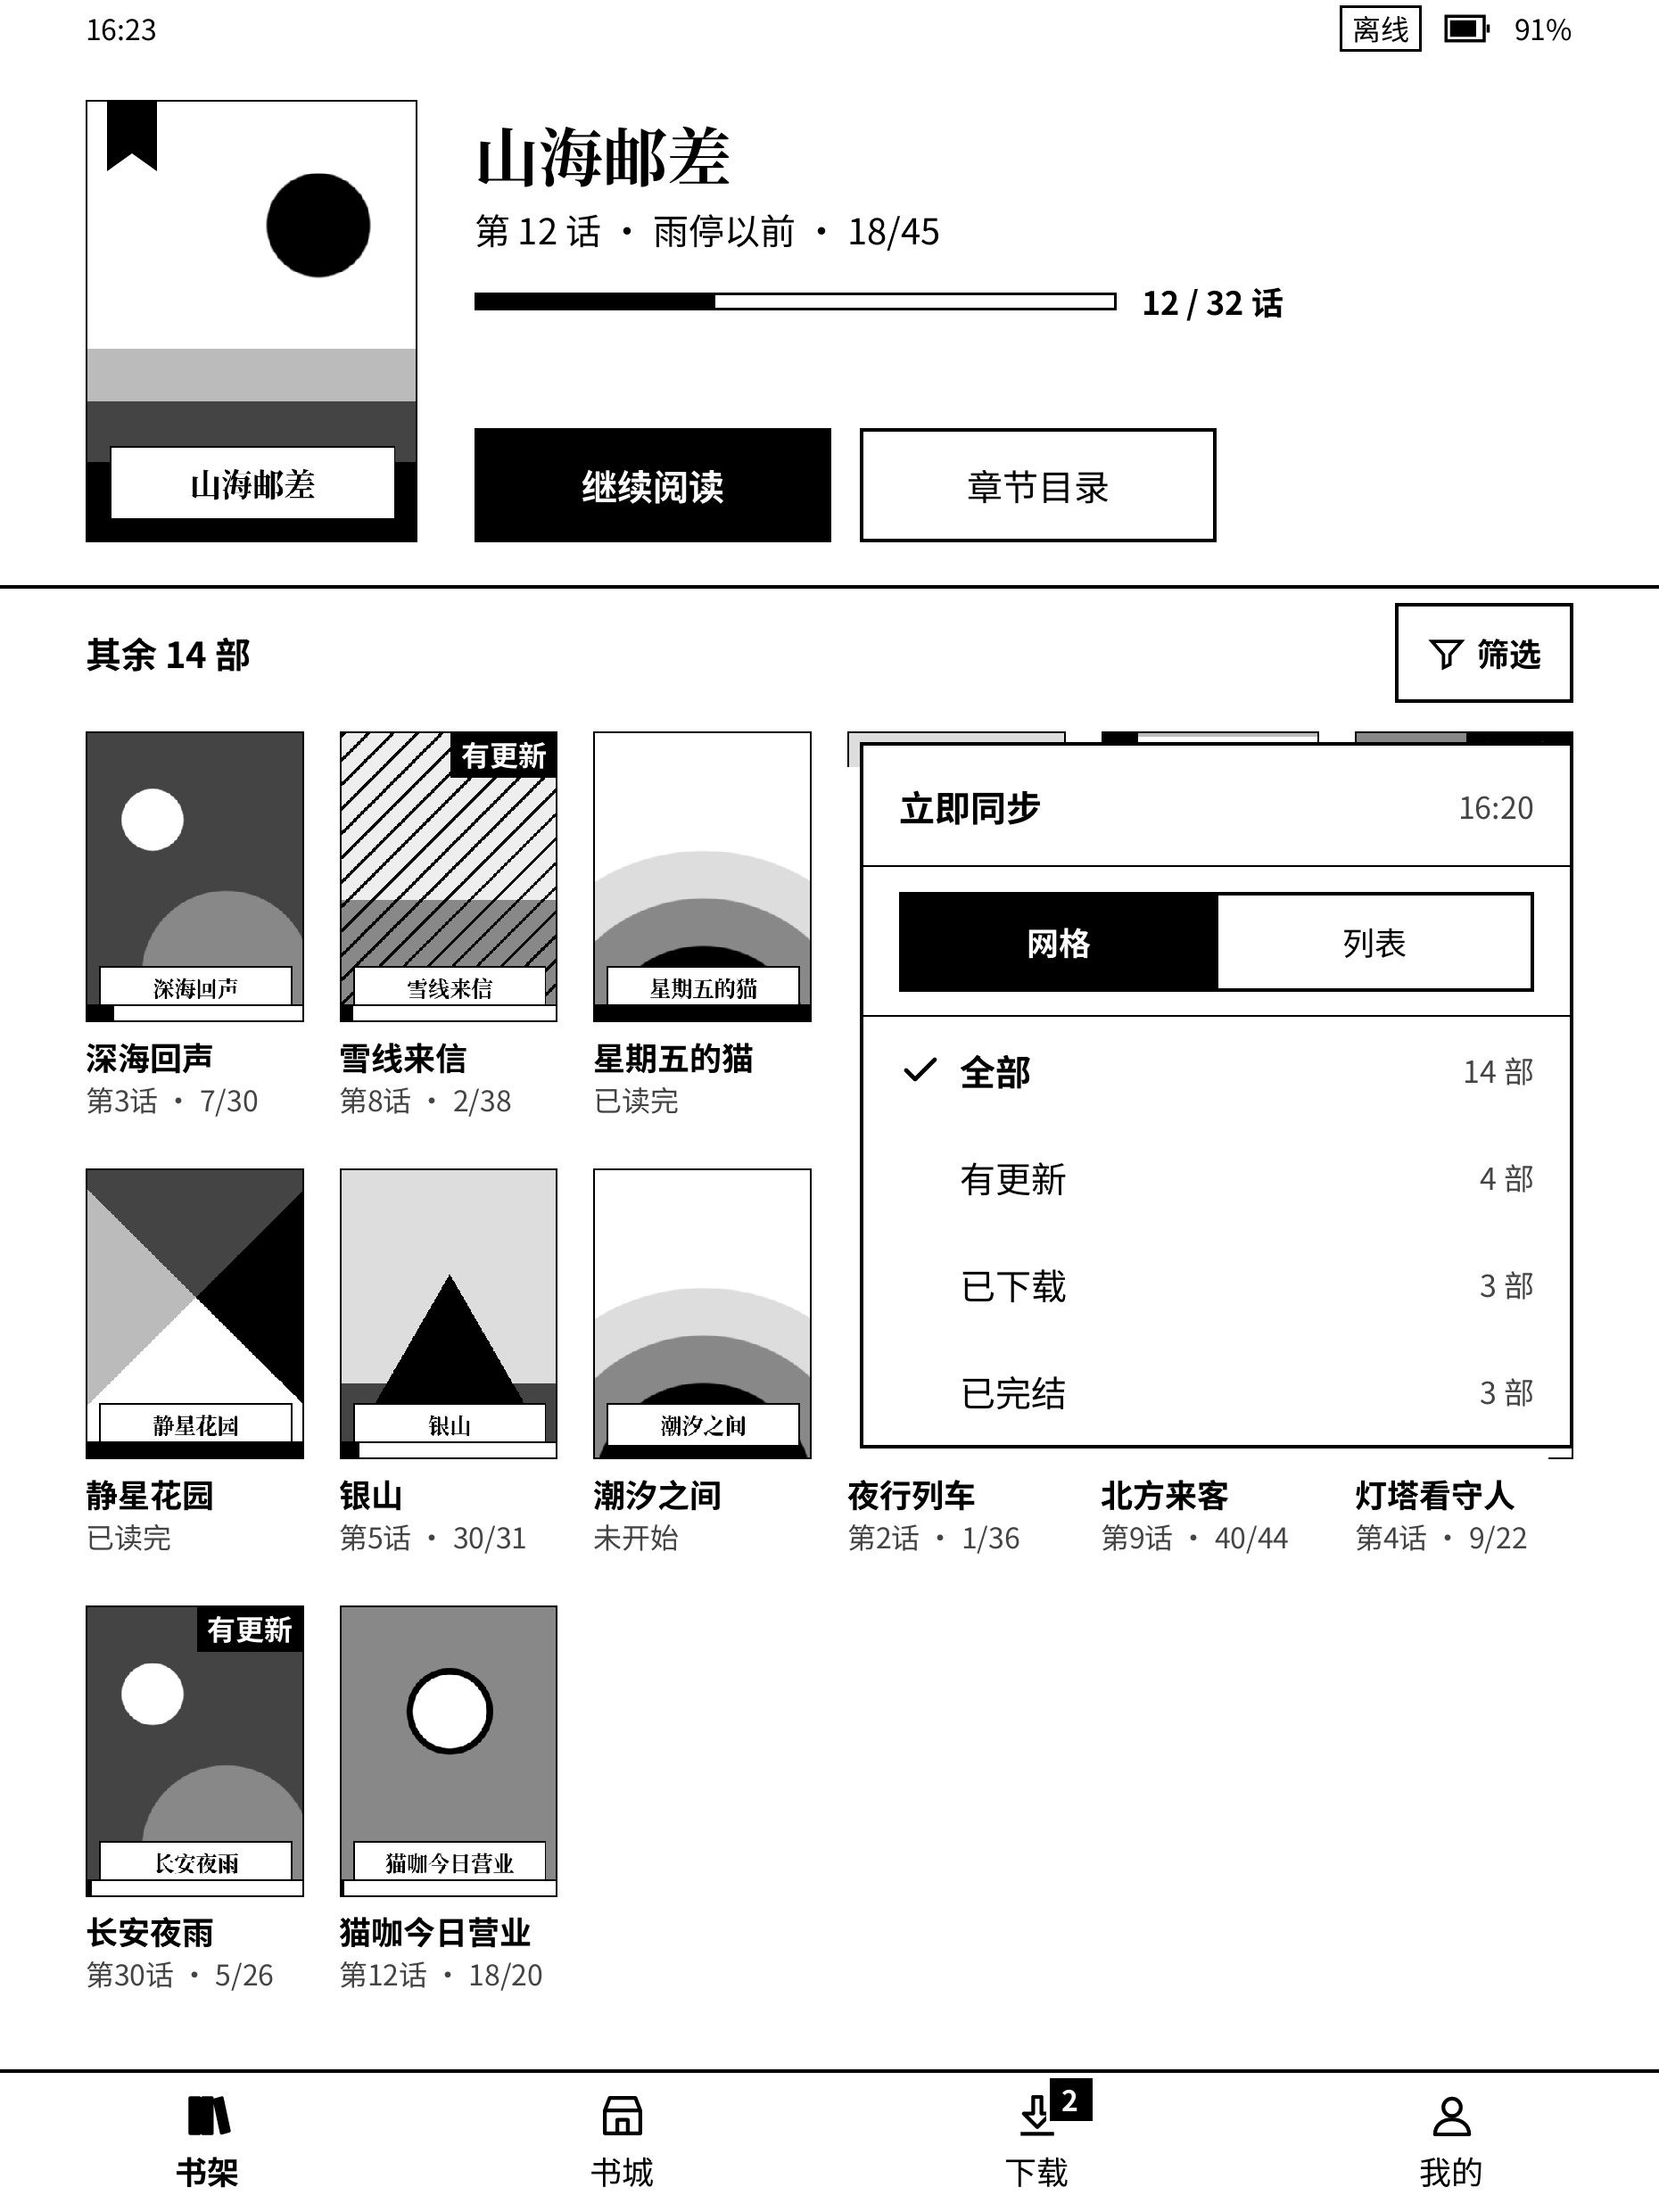 16:23
离线
91%
山海邮差
第 12 话 · 雨停以前 · 18/45
12 / 32 话
山海邮差
继续阅读
章节目录
其余 14 部
筛选
有更新
立即同步
16:20
网格
列表
全部
14 部
有更新
4 部
已下载
3 部
已完结
3 部
深海回声
雪线来信
星期五的猫
深海回声
雪线来信
星期五的猫
第3话 · 7/30
第8话 · 2/38
已读完
静星花园
银山
潮汐之间
静星花园
银山
潮汐之间
夜行列车
北方来客
灯塔看守人
已读完
第5话 · 30/31
未开始
第2话 · 1/36
第9话 · 40/44
第4话 · 9/22
有更新
长安夜雨
猫咖今日营业
长安夜雨
猫咖今日营业
第30话 · 5/26
第12话 · 18/20
2
书架
书城
下载
我的